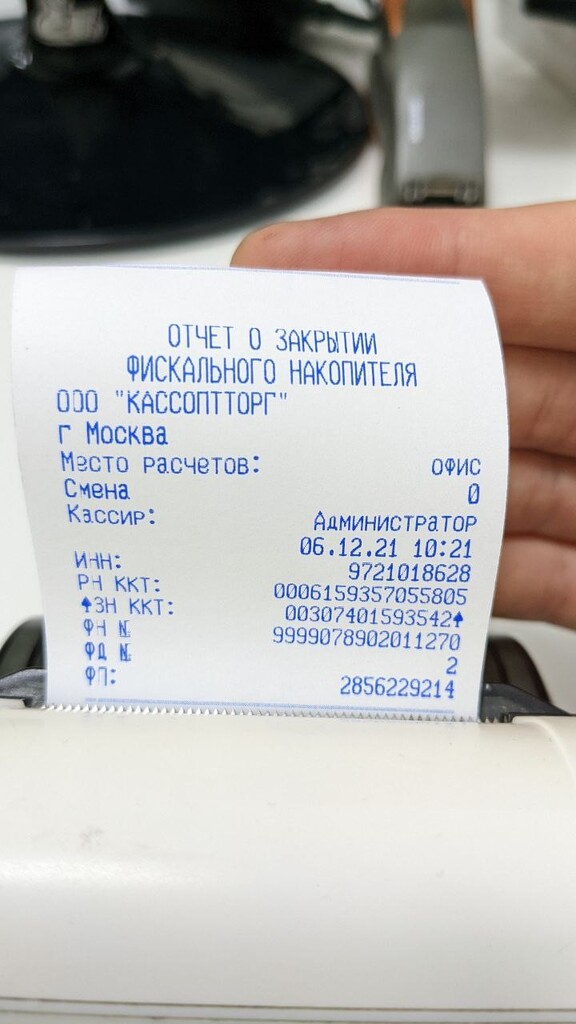 ОТЧЕТ О ЗАКРЫТИИ
ФИСКАЛЬНОГО НАКОПИТЕЛЯ
ООО "КАССОПТТОРГ"
г Москва
Место расчетов: ОФИС
Смена 0
Кассир: Администратор
06.12.21 10:21
ИНН: 9721018628
РН ККТ: 0006159357055805
♠ЗН ККТ: 00307401593542♠
ФН № 9999078902011270
ФД № 2
ФП: 2856229214